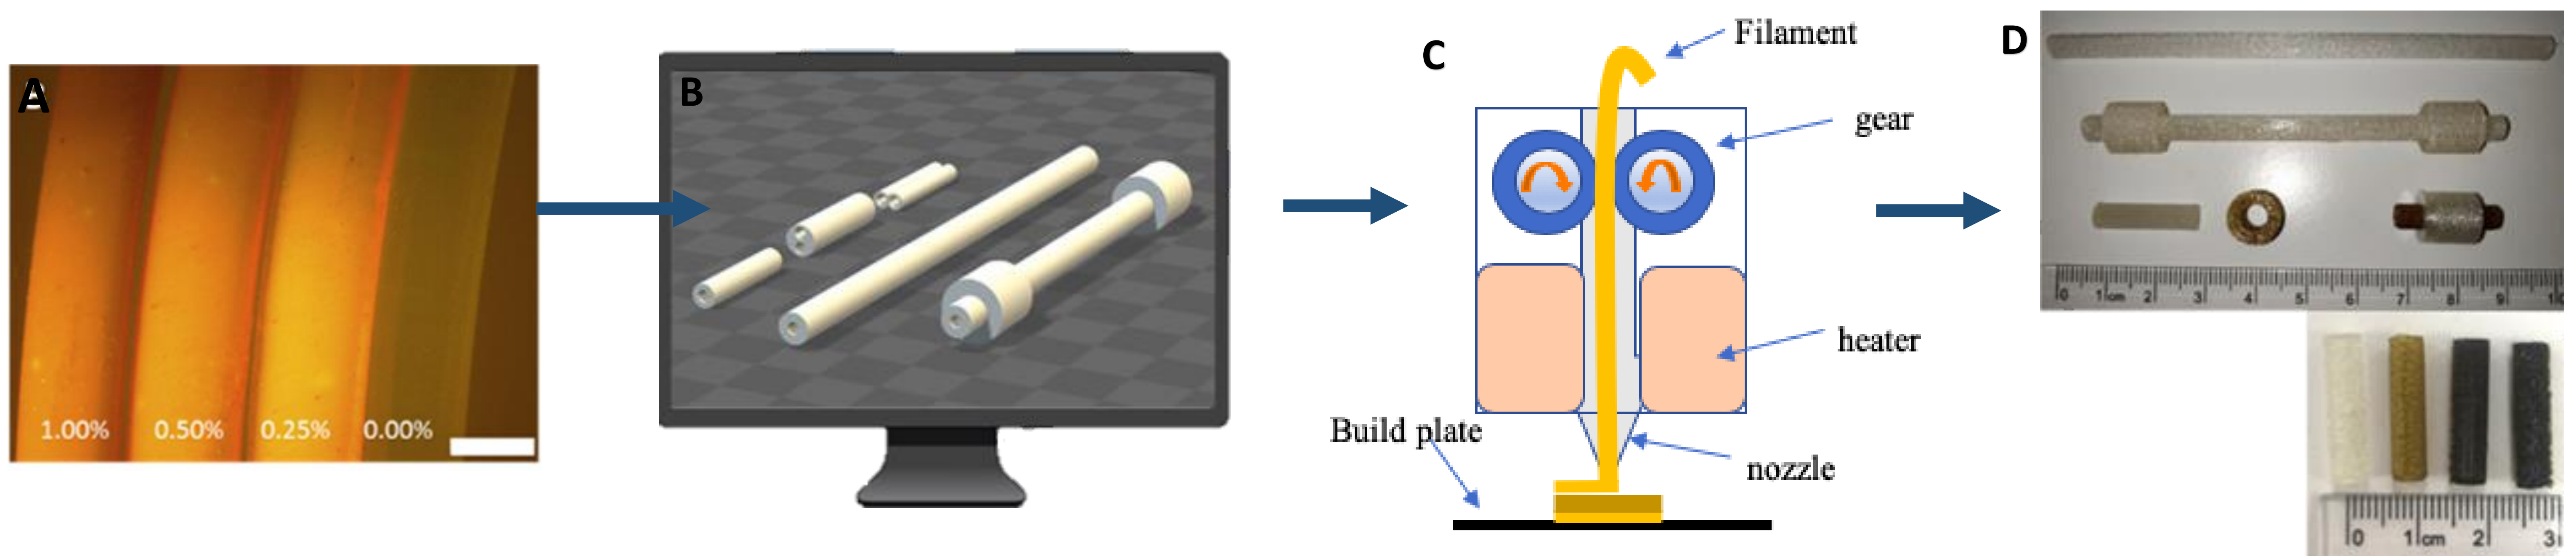 A
1.00% 0.50% 0.25% 0.00%
B
C
Filament
gear
heater
Build plate
nozzle
D
0 1cm 2 3 4 5 6 7 8 9 10
0 1cm 2 3